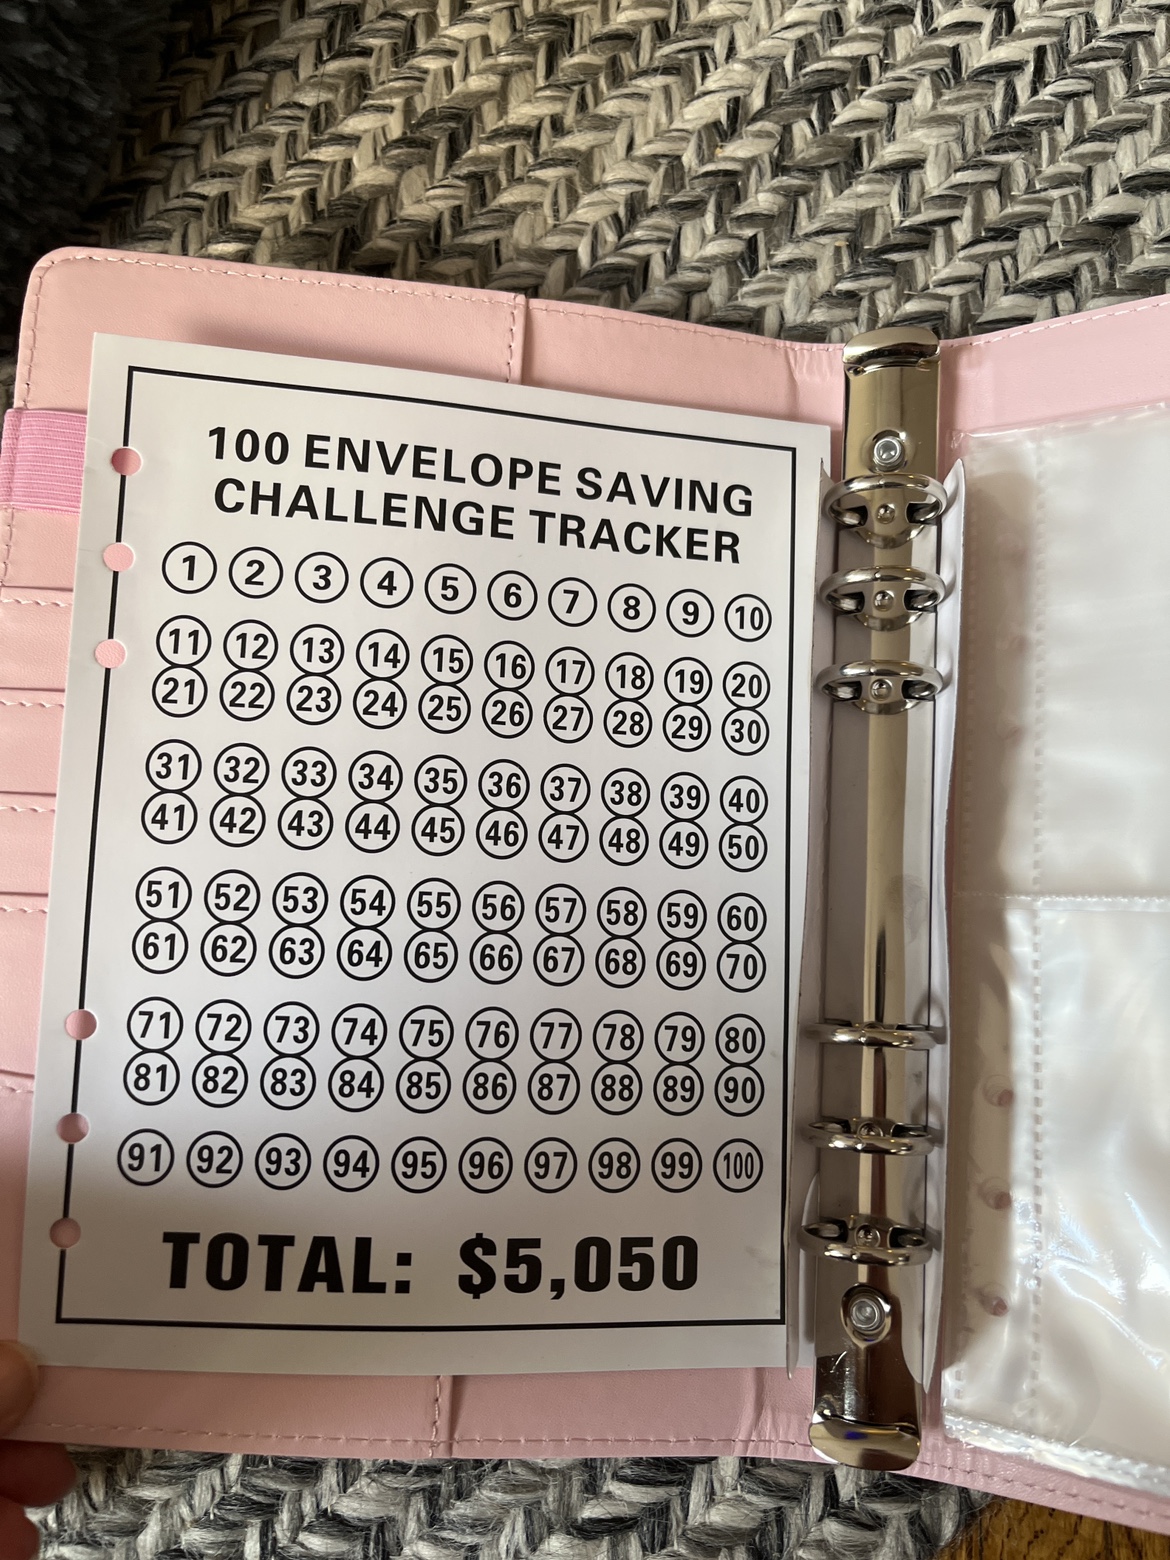 100 ENVELOPE SAVING
CHALLENGE TRACKER
1 2 3 4 5 6 7 8 9 10
11 12 13 14 15 16 17 18 19 20
21 22 23 24 25 26 27 28 29 30
31 32 33 34 35 36 37 38 39 40
41 42 43 44 45 46 47 48 49 50
51 52 53 54 55 56 57 58 59 60
61 62 63 64 65 66 67 68 69 70
71 72 73 74 75 76 77 78 79 80
81 82 83 84 85 86 87 88 89 90
91 92 93 94 95 96 97 98 99 100
TOTAL: $5,050